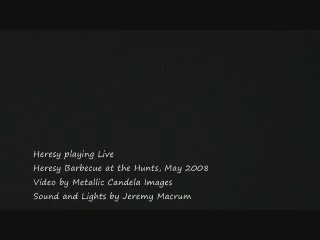 Heresy playing Live
Heresy Barbecue at the Hunts, May 2008
Video by Metallic Candela Images
Sound and Lights by Jeremy Macrum